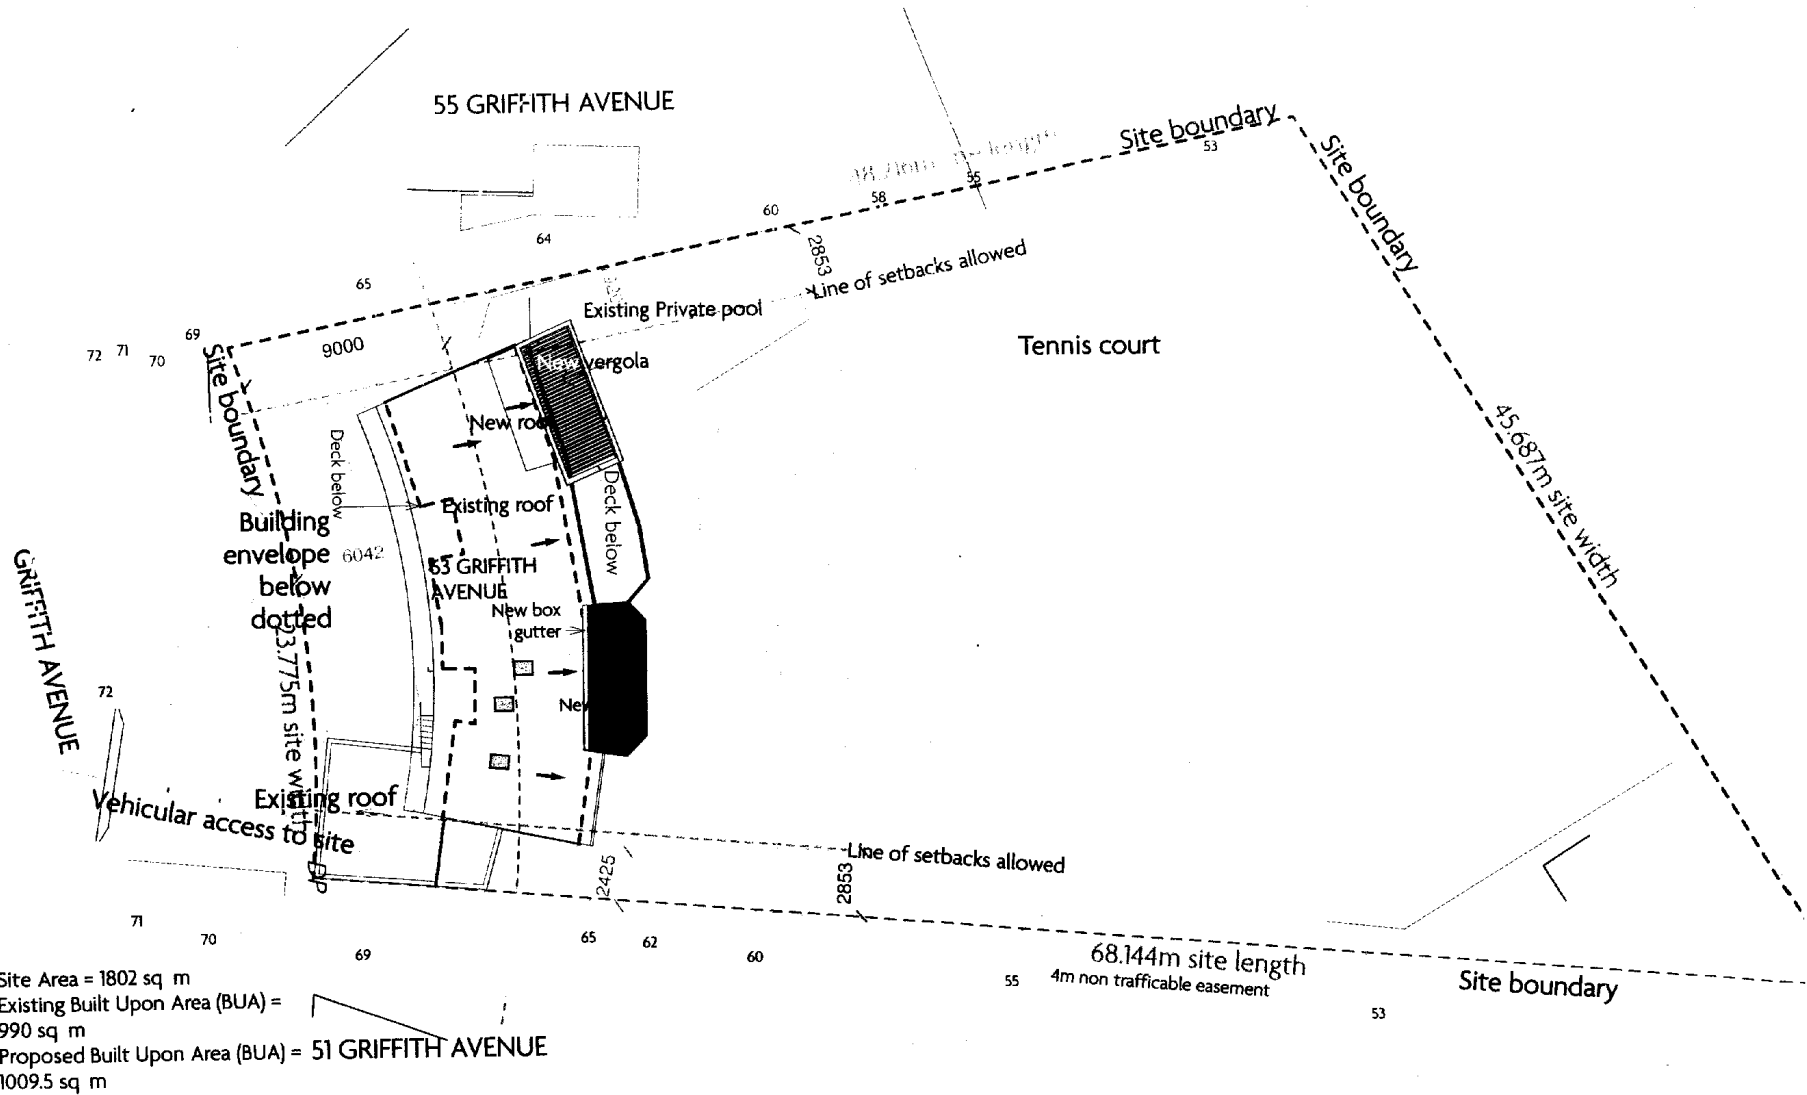 55 GRIFFITH AVENUE
Site boundary
53
Site boundary
55
58
60
64
2853
Line of setbacks allowed
65
Existing Private pool
69
72
71
70
9000
Tennis court
New vergola
Site boundary
New
45.687m site width
Deck below
Existing roof
Deck below
Building
envelope
below
dotted
6042
GRIFFITH AVENUE
53 GRIFFITH
AVENUE
New box
gutter
23.775m site width
72
Existing roof
Vehicular access to site
Line of setbacks allowed
2425
2853
71
70
69
65
62
60
68.144m site length
4m non trafficable easement
55
Site boundary
53
Site Area = 1802 sq m
Existing Built Upon Area (BUA) =
990 sq m
Proposed Built Upon Area (BUA) =
1009.5 sq m
51 GRIFFITH AVENUE